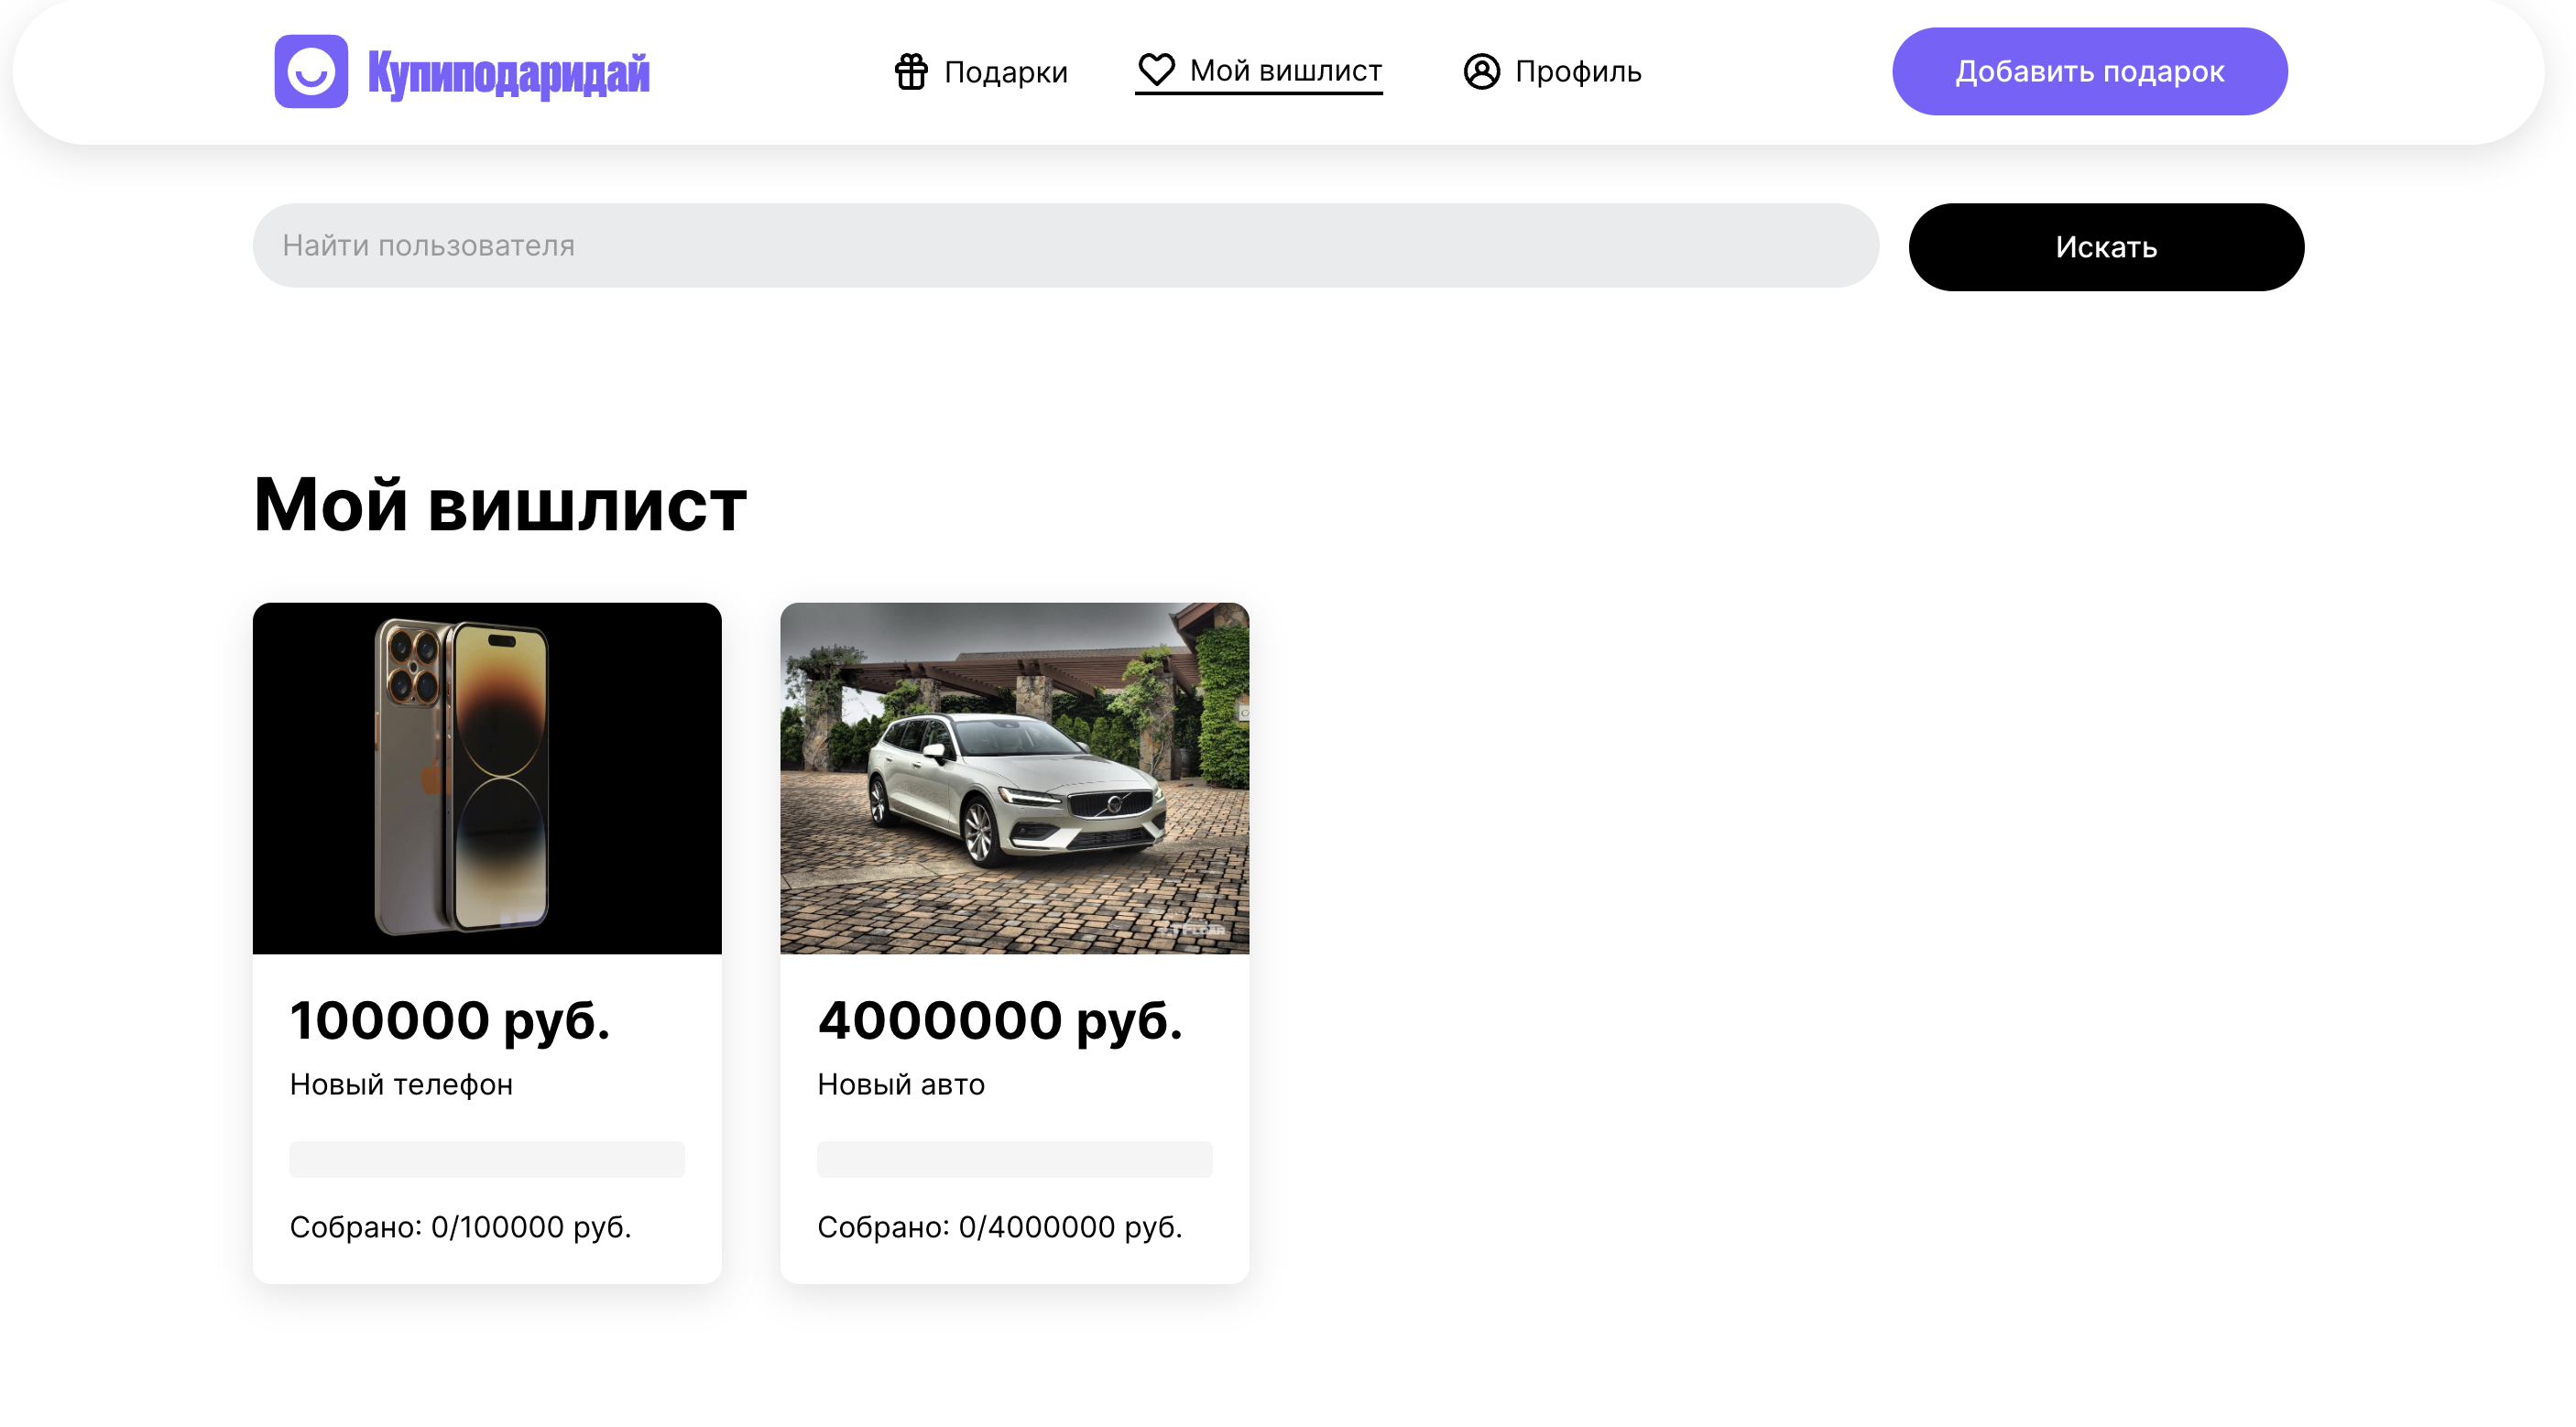 Купиподаридай
Подарки
Мой вишлист
Профиль
Добавить подарок
Найти пользователя
Искать
Мой вишлист
100000 руб.
Новый телефон
Собрано: 0/100000 руб.
4000000 руб.
Новый авто
Собрано: 0/4000000 руб.